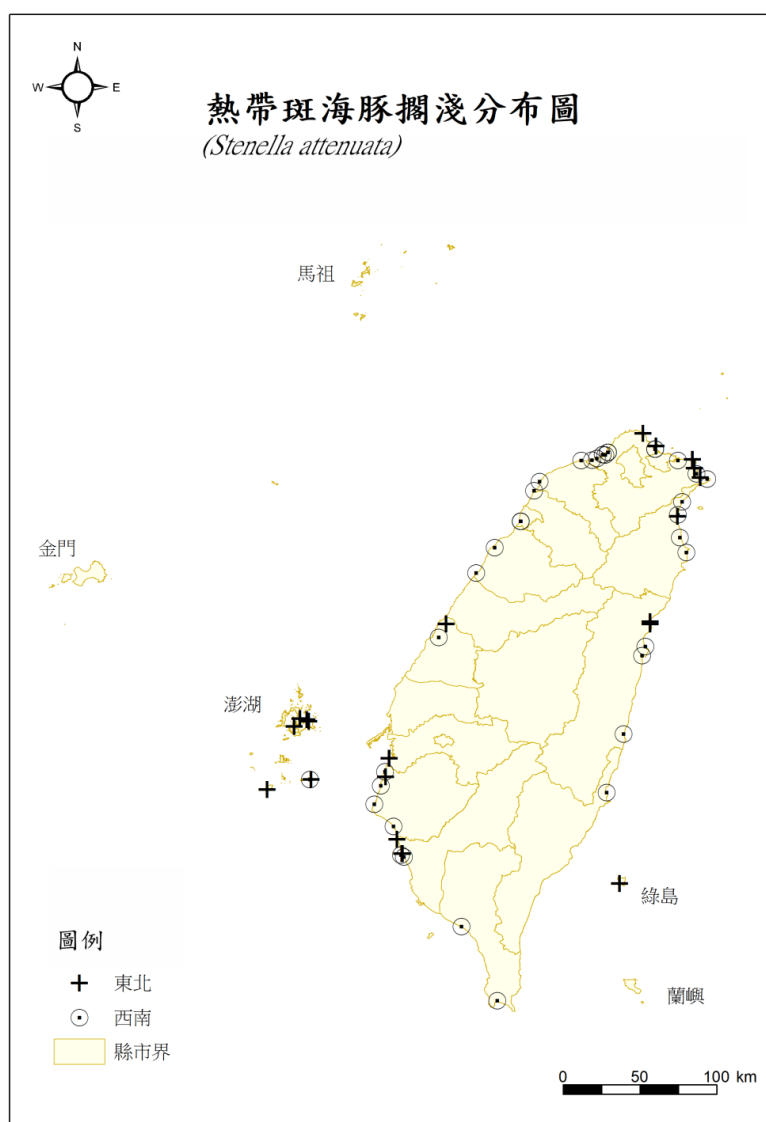 N
W E
S
熱帶斑海豚擱淺分布圖
(Stenella attenuata)
馬祖
金門
澎湖
綠島
蘭嶼
圖例
東北
西南
縣市界
0 50 100 km